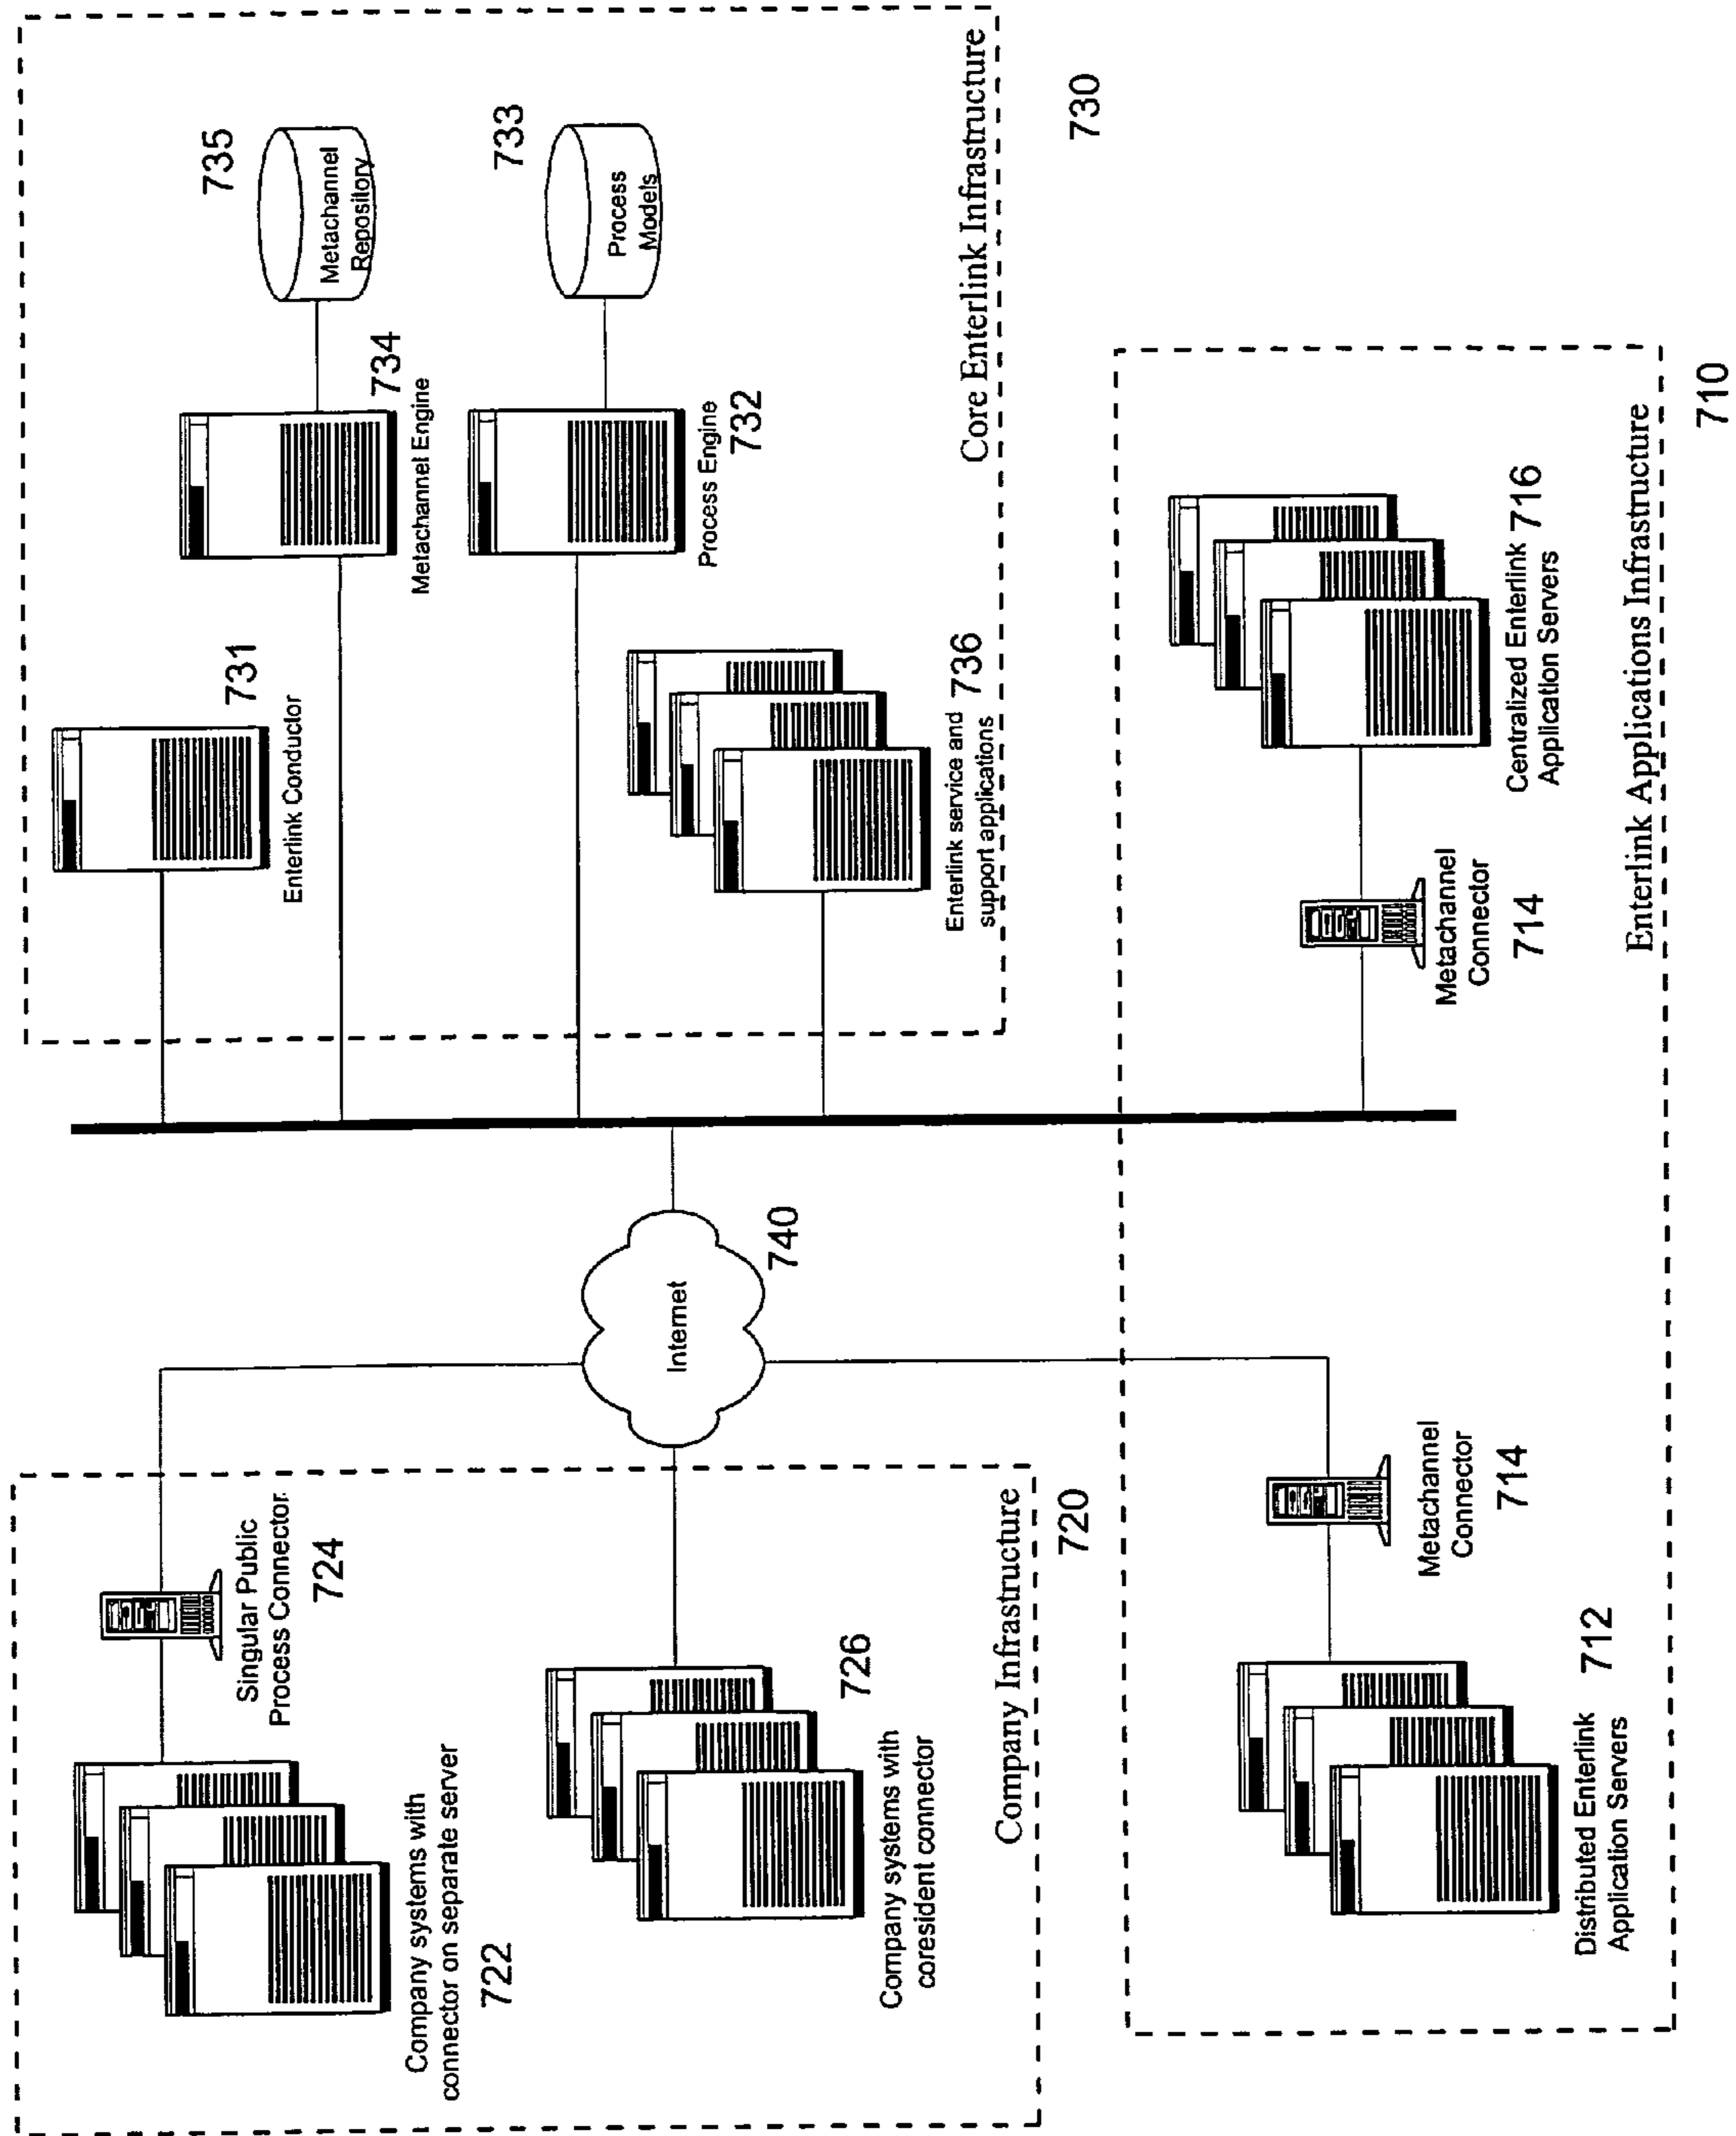 Company systems with
connector on separate server
722
Singular Public
Process Connector
724
Company systems with
coresident connector
726
Company Infrastructure
720
Internet
740
Enterlink Conductor
731
Metachannel Engine
734
Metachannel
Repository
735
Process Engine
732
Process
Models
733
Enterlink service and
support applications
736
Core Enterlink Infrastructure
730
Distributed Enterlink
Application Servers
712
Metachannel
Connector
714
Metachannel
Connector
714
Centralized Enterlink
Application Servers
716
Enterlink Applications Infrastructure
710